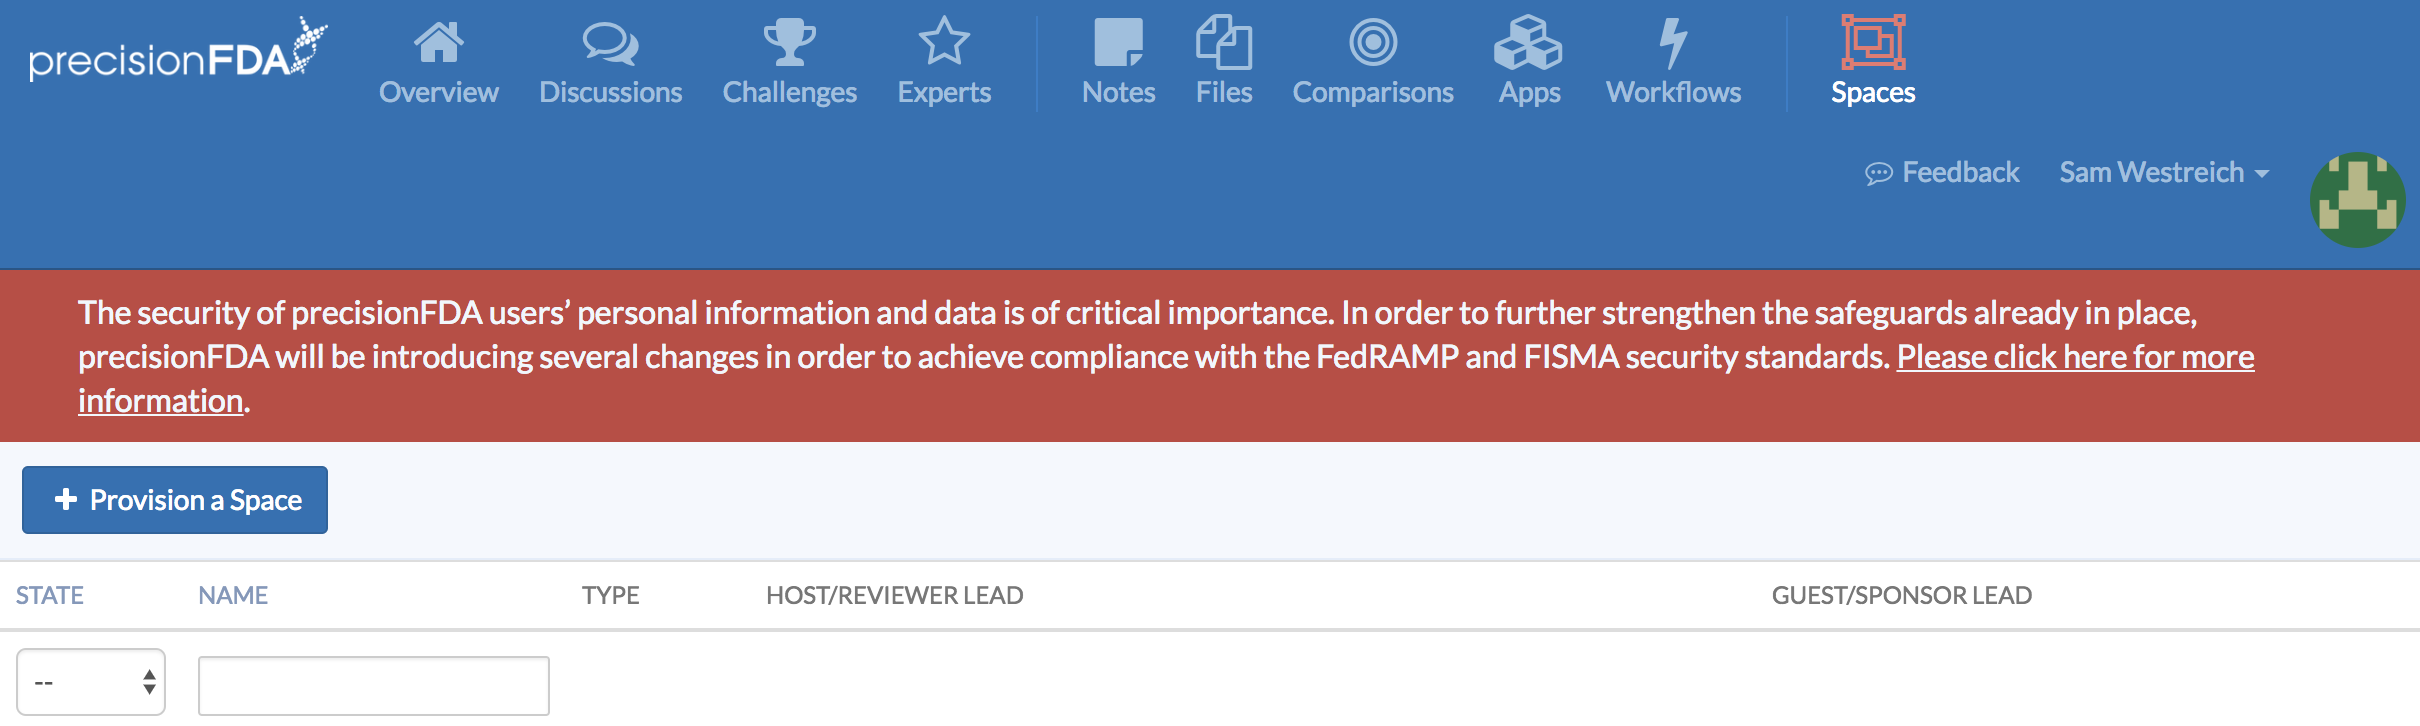 precisionFDA
Overview
Discussions
Challenges
Experts
Notes
Files
Comparisons
Apps
Workflows
Spaces
Feedback
Sam Westreich
The security of precisionFDA users’ personal information and data is of critical importance. In order to further strengthen the safeguards already in place,
precisionFDA will be introducing several changes in order to achieve compliance with the FedRAMP and FISMA security standards. Please click here for more
information.
+ Provision a Space
STATE NAME TYPE HOST/REVIEWER LEAD GUEST/SPONSOR LEAD
--